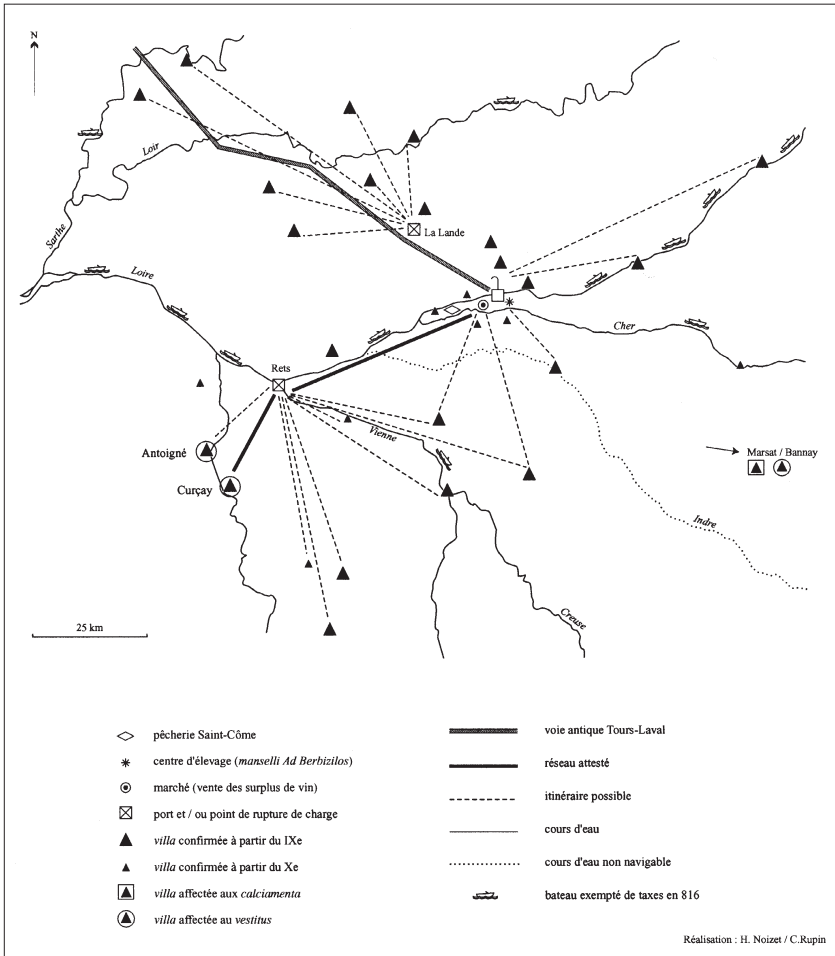 N
Loir
La Lande
Sarthe
Loire
Cher
Rets
Vienne
Antoigné
Marsat / Bannay
Curçay
Indre
Creuse
25 km
pêcherie Saint-Côme
centre d'élevage (manselli Ad Berbizilos)
marché (vente des surplus de vin)
port et / ou point de rupture de charge
villa confirmée à partir du IXe
villa confirmée à partir du Xe
villa affectée aux calciamenta
villa affectée au vestitus
voie antique Tours-Laval
réseau attesté
itinéraire possible
cours d'eau
cours d'eau non navigable
bateau exempté de taxes en 816
Réalisation : H. Noizet / C.Rupin